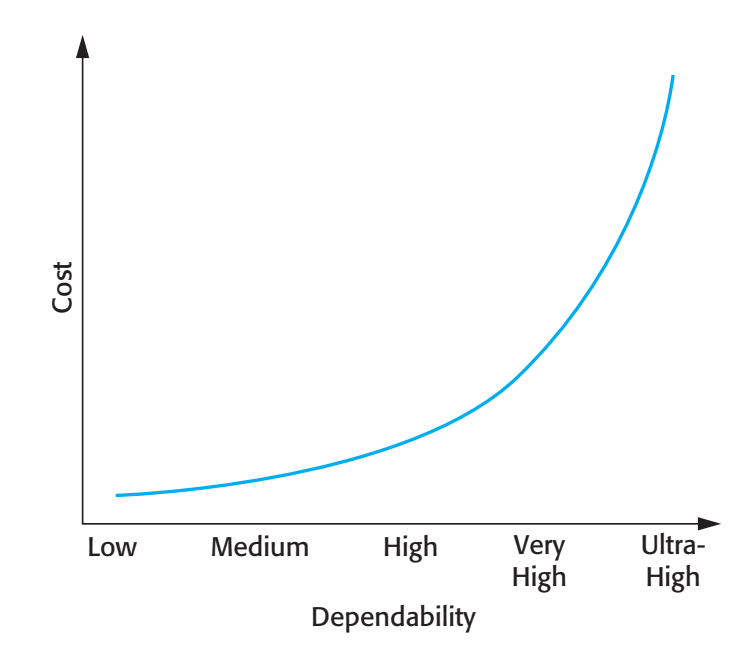 Cost
Low
Medium
High
Very
High
Ultra-
High
Dependability